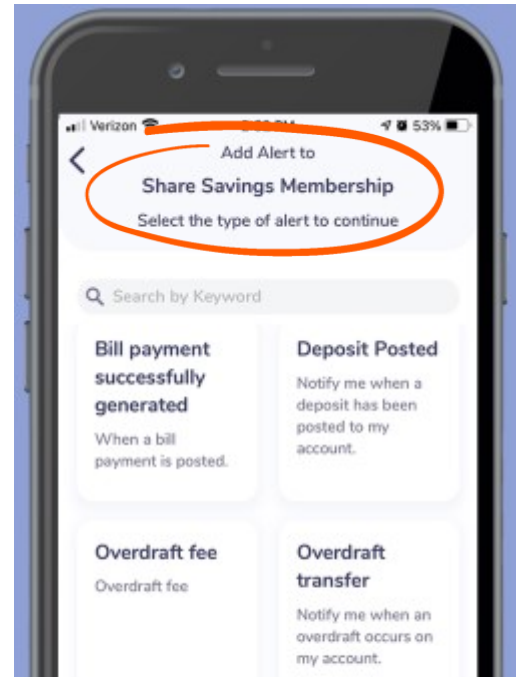 Verizon
53%
Add Alert to
Share Savings Membership
Select the type of alert to continue
Search by Keyword
Bill payment
successfully
generated
When a bill
payment is posted.
Deposit Posted
Notify me when a
deposit has been
posted to my
account.
Overdraft fee
Overdraft fee
Overdraft
transfer
Notify me when an
overdraft occurs on
my account.